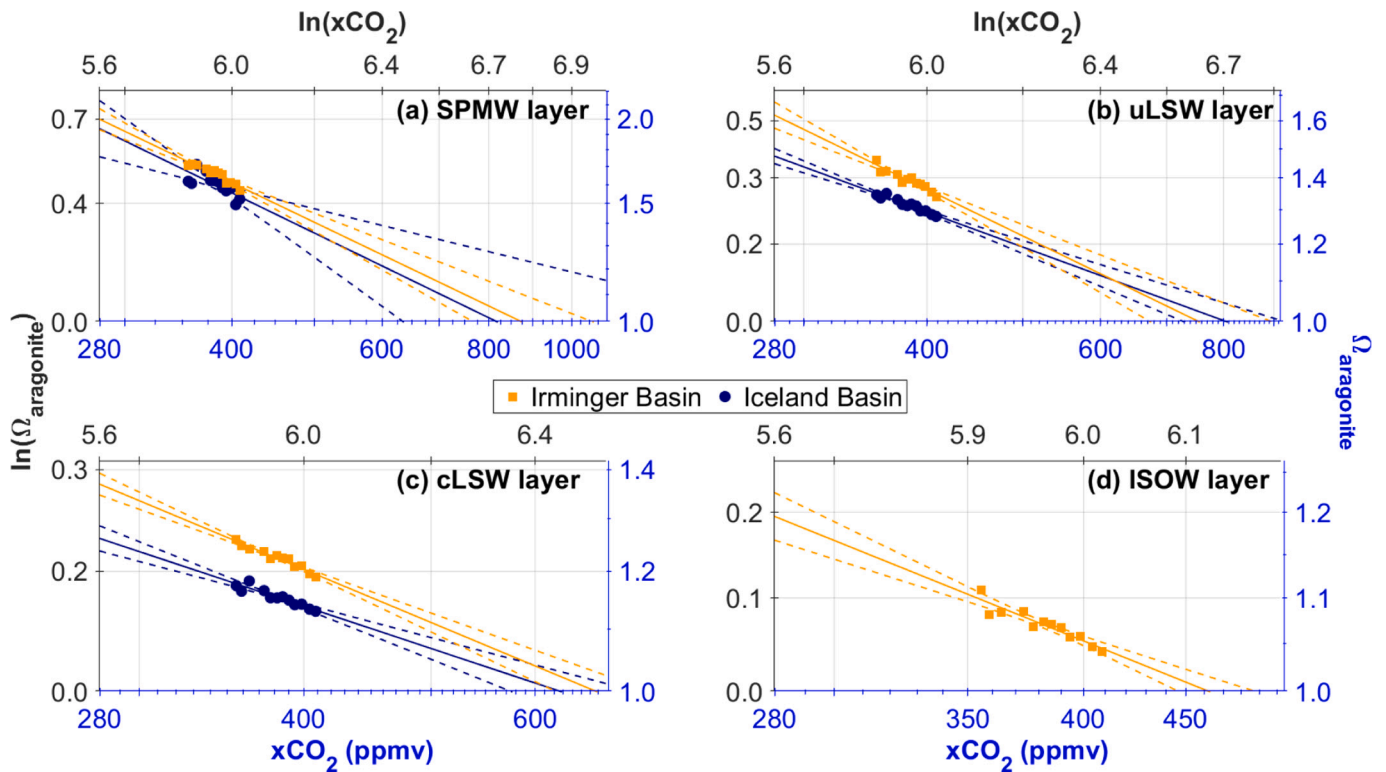 ln(xCO2) ln(xCO2)
5.6 6.0 6.4 6.7 6.9 5.6 6.0 6.4 6.7
(a) SPMW layer (b) uLSW layer
0.7 2.0 0.5 1.6
0.4 1.5 0.3 1.4
0.2 1.2
0.0 1.0 0.0 1.0
280 400 600 1000 280 400 600 800
ln(Ωaragonite)
Ωaragonite
Irminger Basin Iceland Basin
5.6 6.0 6.4 5.6 5.9 6.0 6.1
(c) cLSW layer (d) ISOW layer
0.3 1.4
0.2 1.2
0.2 1.2 0.1 1.1
0.0 1.0 0.0 1.0
280 400 600 280 350 400 450
xCO2 (ppmv) xCO2 (ppmv)